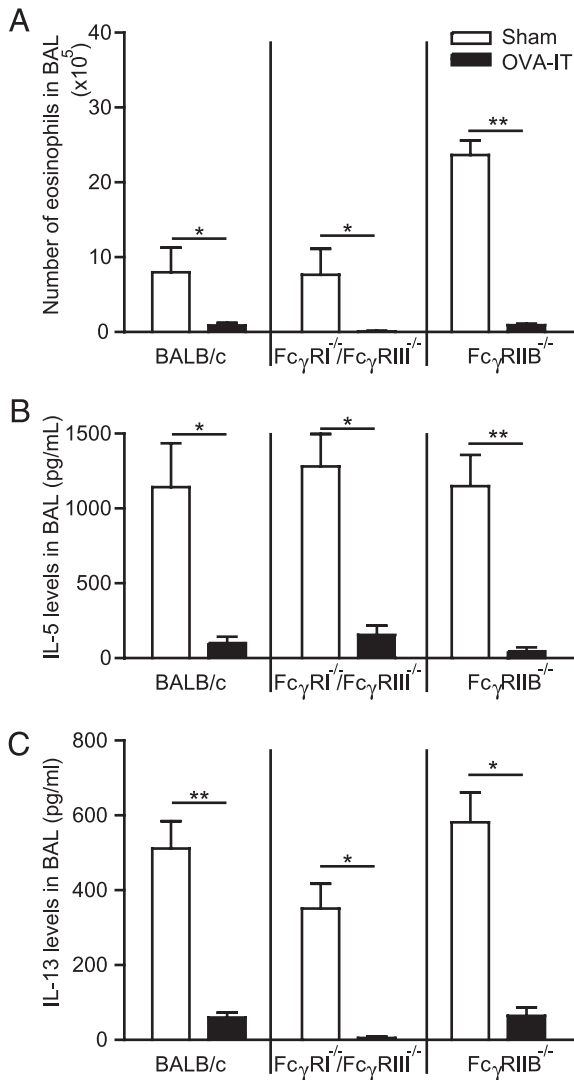 A
Number of eosinophils in BAL
(x10⁵)
40
30
20
10
0
Sham
OVA-IT
*
*
**
BALB/c
FcγRI⁻/⁻/FcγRIII⁻/⁻
FcγRIIB⁻/⁻
B
IL-5 levels in BAL (pg/mL)
1500
1000
500
0
*
*
**
BALB/c
FcγRI⁻/⁻/FcγRIII⁻/⁻
FcγRIIB⁻/⁻
C
IL-13 levels in BAL (pg/ml)
800
600
400
200
0
**
*
*
BALB/c
FcγRI⁻/⁻/FcγRIII⁻/⁻
FcγRIIB⁻/⁻